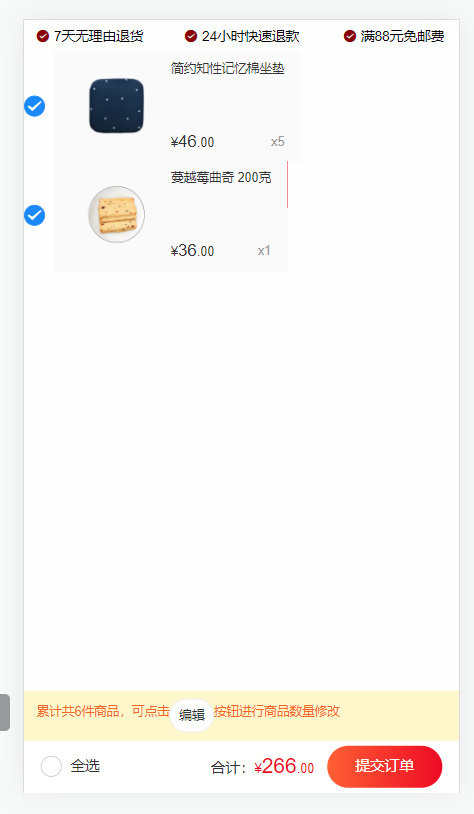 7天无理由退货 24小时快速退款 满88元免邮费
简约知性记忆棉坐垫
¥46.00 x5
蔓越莓曲奇 200克
¥36.00 x1
累计共6件商品，可点击 编辑 按钮进行商品数量修改
全选 合计：¥266.00 提交订单